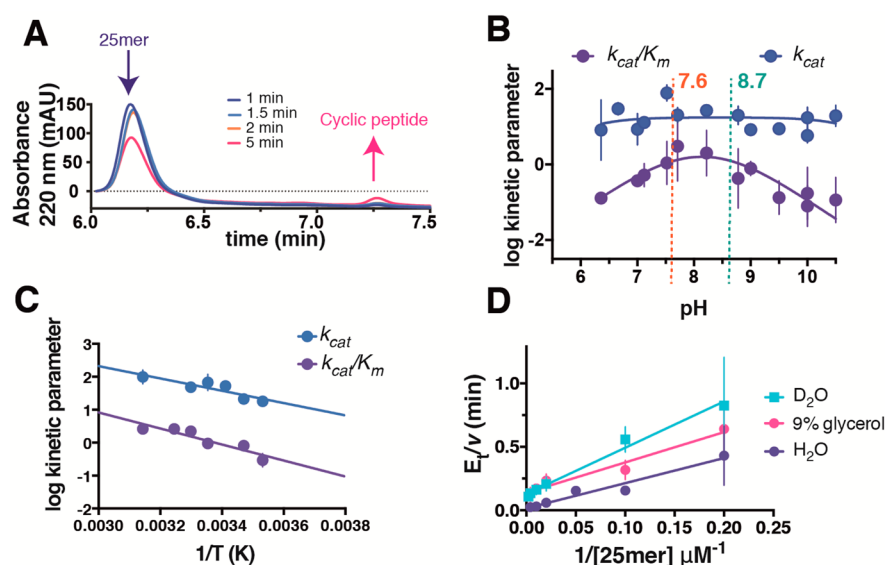 A
25mer
Absorbance
220 nm (mAU)
150
100
50
0
6.0
6.5
7.0
7.5
time (min)
1 min
1.5 min
2 min
5 min
Cyclic peptide
B
kcat/Km
kcat
7.6
8.7
log kinetic parameter
2
0
-2
6
7
8
9
10
pH
C
kcat
kcat/Km
log kinetic parameter
3
2
1
0
-1
-2
0.0030
0.0032
0.0034
0.0036
0.0038
1/T (K)
D
Et/v (min)
1.0
0.5
0.0
0.00
0.05
0.10
0.15
0.20
0.25
1/[25mer] µM⁻¹
D₂O
9% glycerol
H₂O